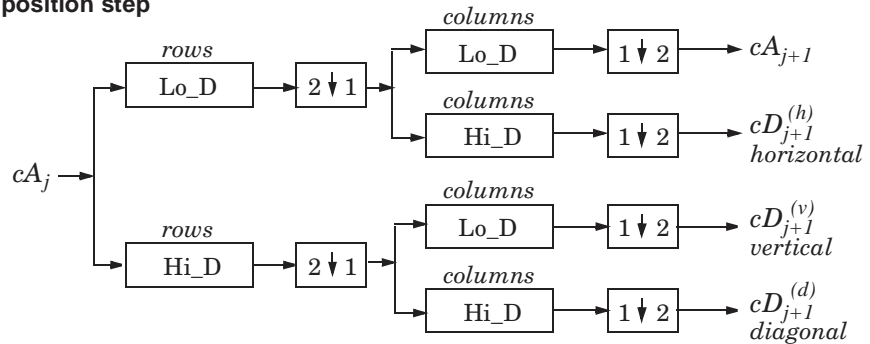 position step
columns
rows
Lo_D
1 ↓ 2
cA_{j+1}
Lo_D
2 ↓ 1
columns
Hi_D
1 ↓ 2
cD_{j+1}^{(h)}
horizontal
cA_j
columns
rows
Lo_D
1 ↓ 2
cD_{j+1}^{(v)}
vertical
Hi_D
2 ↓ 1
columns
Hi_D
1 ↓ 2
cD_{j+1}^{(d)}
diagonal